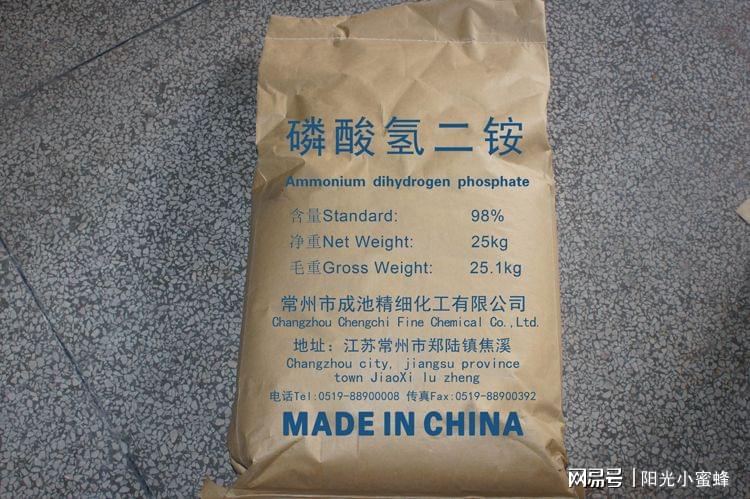 磷酸氢二铵
Ammonium dihydrogen phosphate
含量Standard: 98%
净重Net Weight: 25kg
毛重Gross Weight: 25.1kg
常州市成池精细化工有限公司
Changzhou Chengchi Fine Chemical Co.,Ltd.
地址：江苏常州市郑陆镇焦溪
Changzhou city, jiangsu province
town JiaoXi lu zheng
电话Tel:0519-88900008 传真Fax:0519-88900392
MADE IN CHINA
网易号 | 阳光小蜜蜂